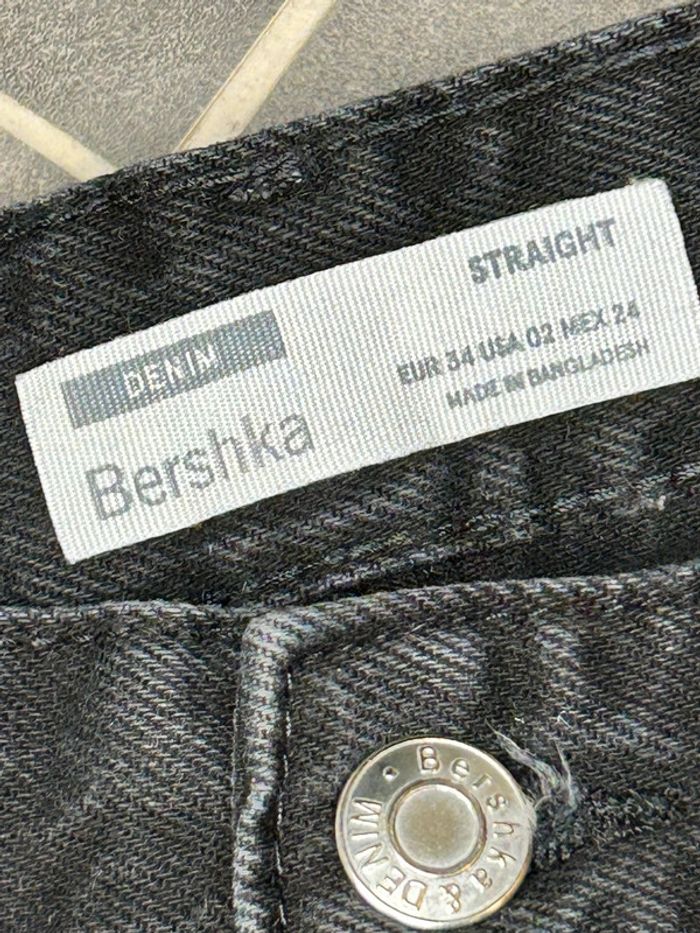 STRAIGHT
DENIM
EUR 34 USA 02 MEX 24
MADE IN BANGLADESH
Bershka
Bershka & DENIM •